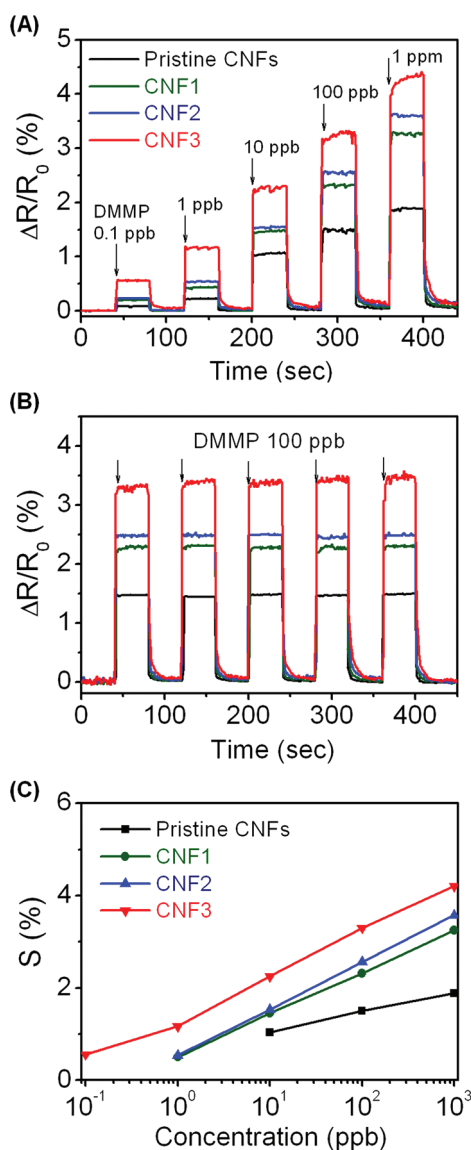 (A)
5
4
3
2
1
0
ΔR/R0 (%)
Pristine CNFs
CNF1
CNF2
CNF3
DMMP
0.1 ppb
1 ppb
10 ppb
100 ppb
1 ppm
0 100 200 300 400
Time (sec)
(B)
4
3
2
1
0
ΔR/R0 (%)
DMMP 100 ppb
0 100 200 300 400
Time (sec)
(C)
6
4
2
0
S (%)
Pristine CNFs
CNF1
CNF2
CNF3
10⁻¹ 10⁰ 10¹ 10² 10³
Concentration (ppb)